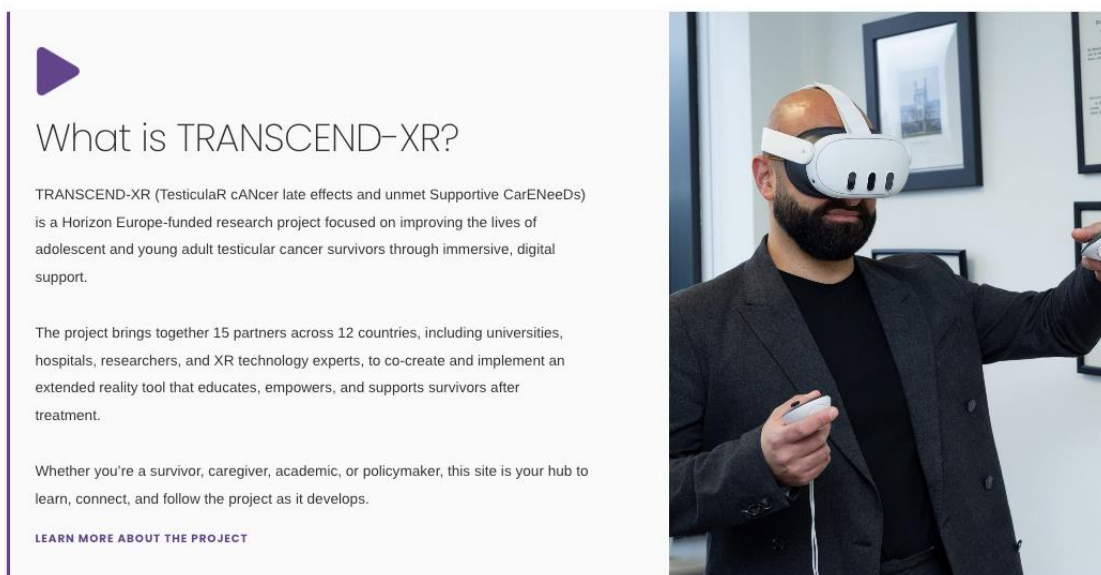 What is TRANSCEND-XR?
TRANSCEND-XR (TesticulaR cANcer late effects and unmet Supportive CarENeeDs)
is a Horizon Europe-funded research project focused on improving the lives of
adolescent and young adult testicular cancer survivors through immersive, digital
support.
The project brings together 15 partners across 12 countries, including universities,
hospitals, researchers, and XR technology experts, to co-create and implement an
extended reality tool that educates, empowers, and supports survivors after
treatment.
Whether you’re a survivor, caregiver, academic, or policymaker, this site is your hub to
learn, connect, and follow the project as it develops.
LEARN MORE ABOUT THE PROJECT